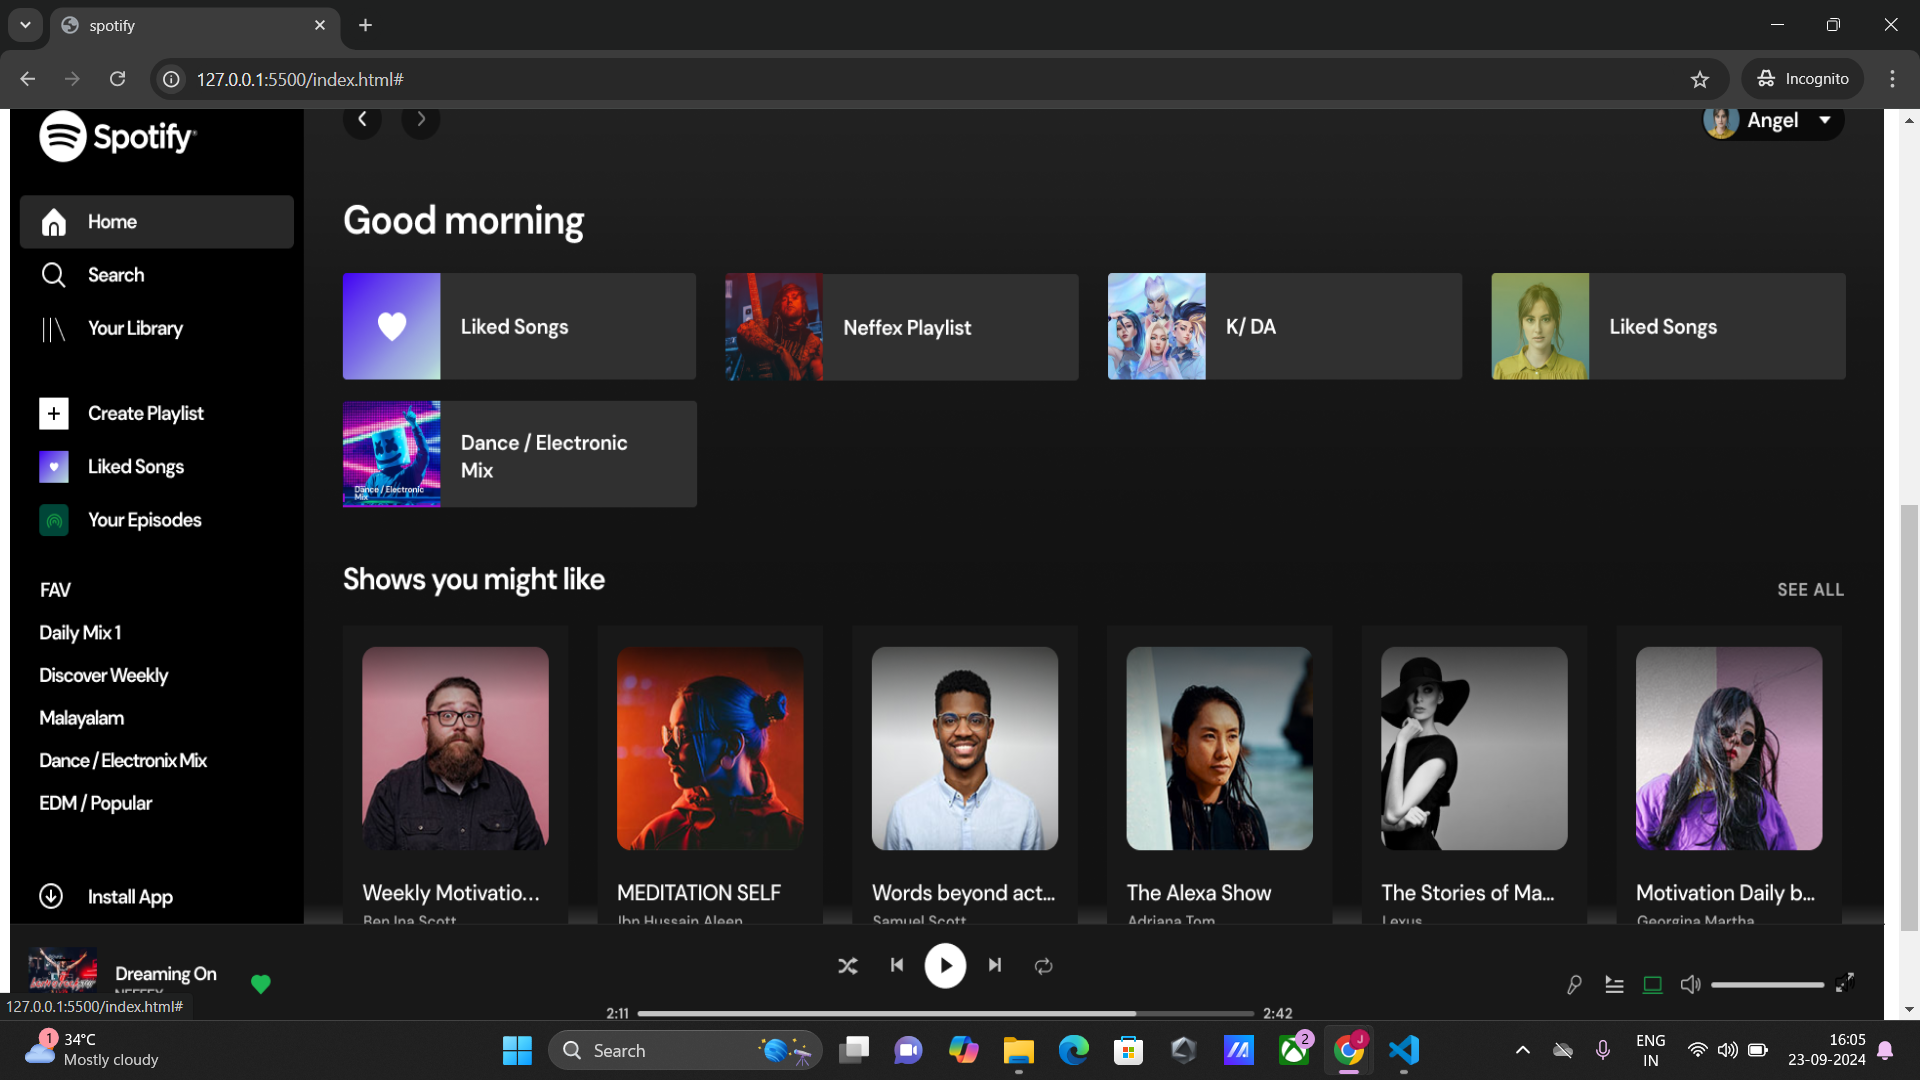 spotify
127.0.0.1:5500/index.html#
Incognito
Spotify
Angel
Home
Search
Your Library
Create Playlist
Liked Songs
Your Episodes
FAV
Daily Mix 1
Discover Weekly
Malayalam
Dance / Electronix Mix
EDM / Popular
Install App
Good morning
Liked Songs
Neffex Playlist
K/ DA
Liked Songs
Dance / Electronic
Mix
Dance / Electronic
Mix
Shows you might like
SEE ALL
Weekly Motivatio...
MEDITATION SELF
Words beyond act...
The Alexa Show
The Stories of Ma...
Motivation Daily b...
Ben Ina Scott
Ibn Hussain Aleen
Samuel Scott
Adriana Tom
Lexus
Georgina Martha
Dreaming On
NEFFEX
2:11
2:42
127.0.0.1:5500/index.html#
1
34°C
Mostly cloudy
Search
2
J
ENG
IN
16:05
23-09-2024